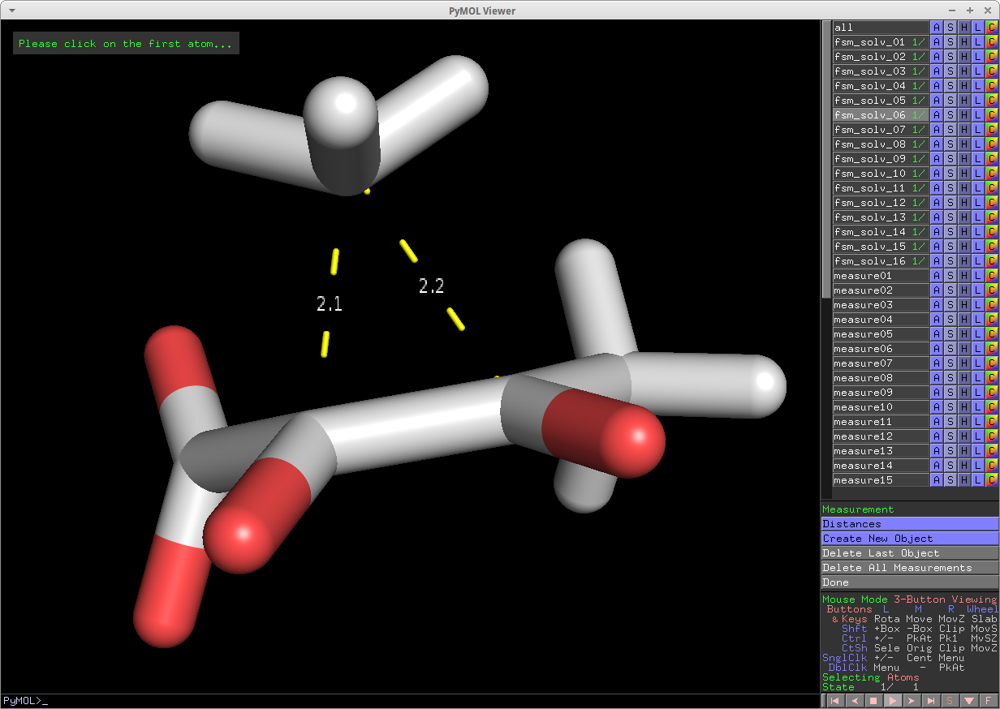 PyMOL Viewer
Please click on the first atom...
2.1
2.2
all A S H L C
fsm_solv_01 1/ A S H L C
fsm_solv_02 1/ A S H L C
fsm_solv_03 1/ A S H L C
fsm_solv_04 1/ A S H L C
fsm_solv_05 1/ A S H L C
fsm_solv_06 1/ A S H L C
fsm_solv_07 1/ A S H L C
fsm_solv_08 1/ A S H L C
fsm_solv_09 1/ A S H L C
fsm_solv_10 1/ A S H L C
fsm_solv_11 1/ A S H L C
fsm_solv_12 1/ A S H L C
fsm_solv_13 1/ A S H L C
fsm_solv_14 1/ A S H L C
fsm_solv_15 1/ A S H L C
fsm_solv_16 1/ A S H L C
measure01 A S H L C
measure02 A S H L C
measure03 A S H L C
measure04 A S H L C
measure05 A S H L C
measure06 A S H L C
measure07 A S H L C
measure08 A S H L C
measure09 A S H L C
measure10 A S H L C
measure11 A S H L C
measure12 A S H L C
measure13 A S H L C
measure14 A S H L C
measure15 A S H L C
Measurement
Distances
Create New Object
Delete Last Object
Delete All Measurements
Done
Mouse Mode 3-Button Viewing
Buttons L M R Wheel
& Keys Rota Move MovZ Slab
Shft +Box -Box Clip MovS
Ctrl +/- PkAt Pk1 MvSZ
CtSh Sele Orig Clip MovZ
SnglClk +/- Cent Menu
DblClk Menu - PkAt
Selecting Atoms
State 1/ 1
PyMOL>_
S F